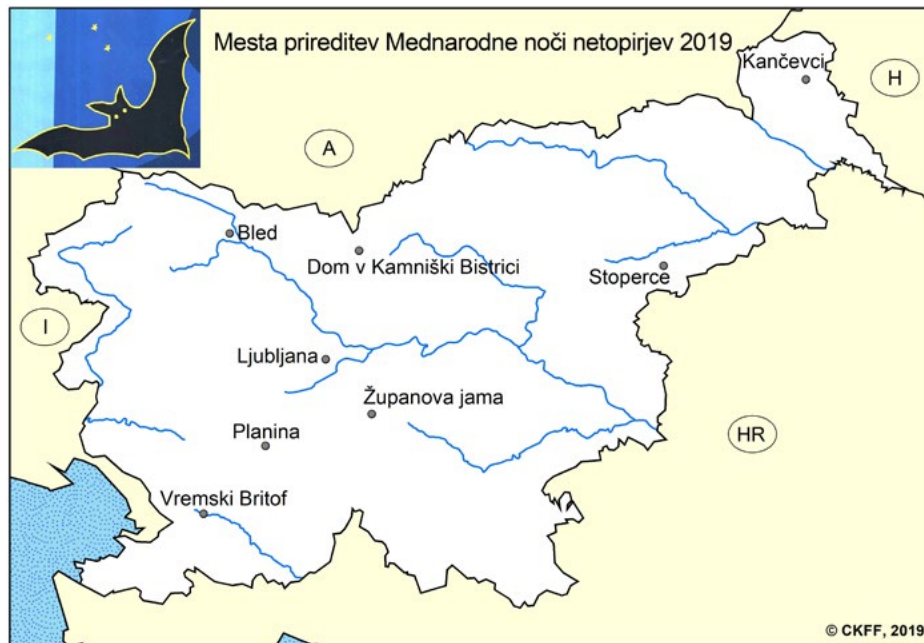 Mesta prireditev Mednarodne noči netopirjev 2019
Kančevci
H
A
Bled
Dom v Kamniški Bistrici
Stoperce
I
Ljubljana
Županova jama
Planina
HR
Vremski Britof
© CKFF, 2019